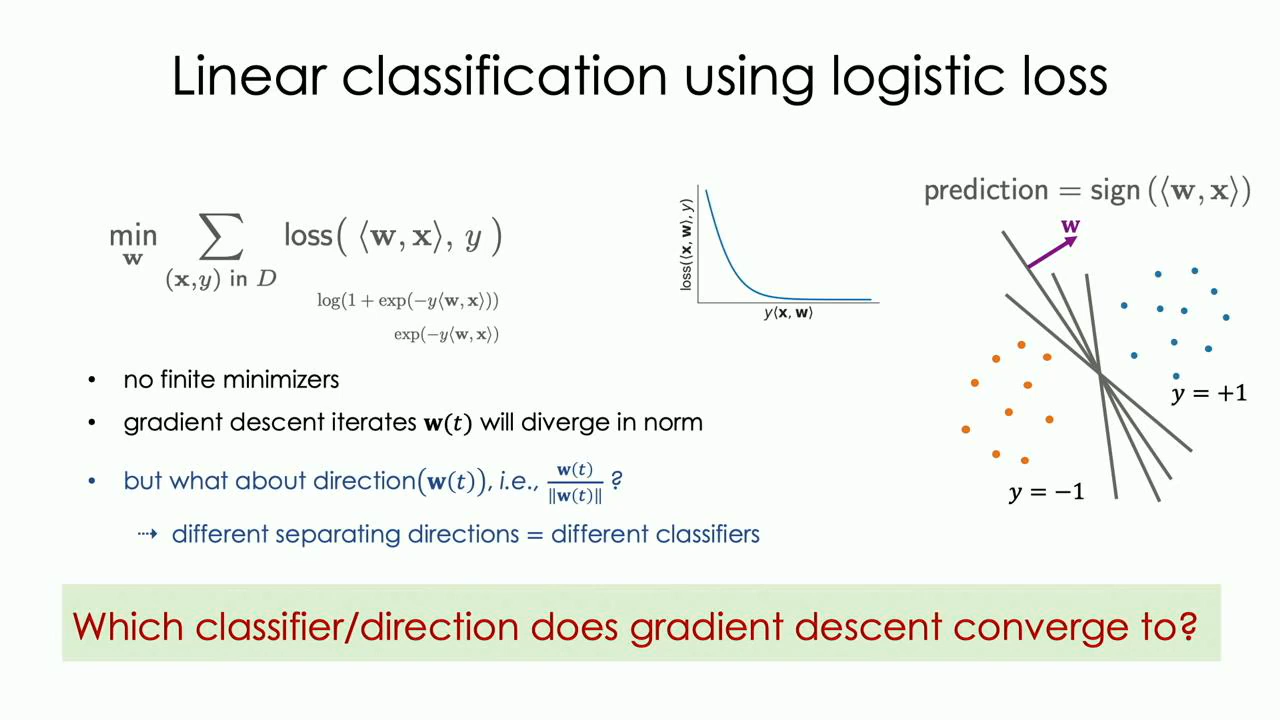 Linear classification using logistic loss
min_w ∑_{(x,y) in D} loss( ⟨w, x⟩, y )
log(1 + exp(−y⟨w, x⟩))
exp(−y⟨w, x⟩)
loss(⟨x, w⟩, y)
y⟨x, w⟩
prediction = sign (⟨w, x⟩)
w
y = +1
y = −1
• no finite minimizers
• gradient descent iterates w(t) will diverge in norm
• but what about direction(w(t)), i.e., w(t)/‖w(t)‖ ?
⇢ different separating directions = different classifiers
Which classifier/direction does gradient descent converge to?